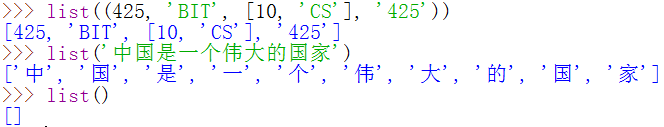 >>> list((425, 'BIT', [10, 'CS'], '425'))
[425, 'BIT', [10, 'CS'], '425']
>>> list('中国是一个伟大的国家')
['中', '国', '是', '一', '个', '伟', '大', '的', '国', '家']
>>> list()
[]